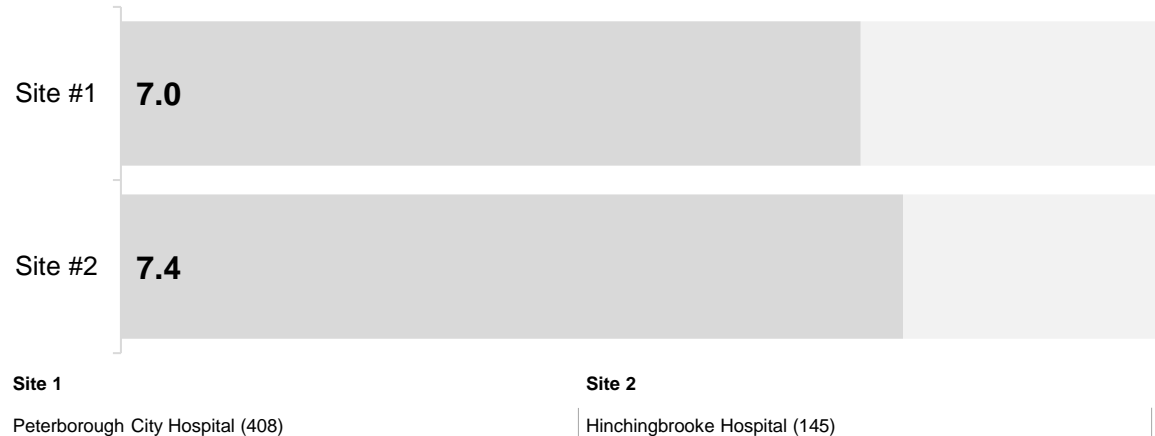 Site #1 7.0
Site #2 7.4
Site 1 Site 2
Peterborough City Hospital (408) Hinchingbrooke Hospital (145)